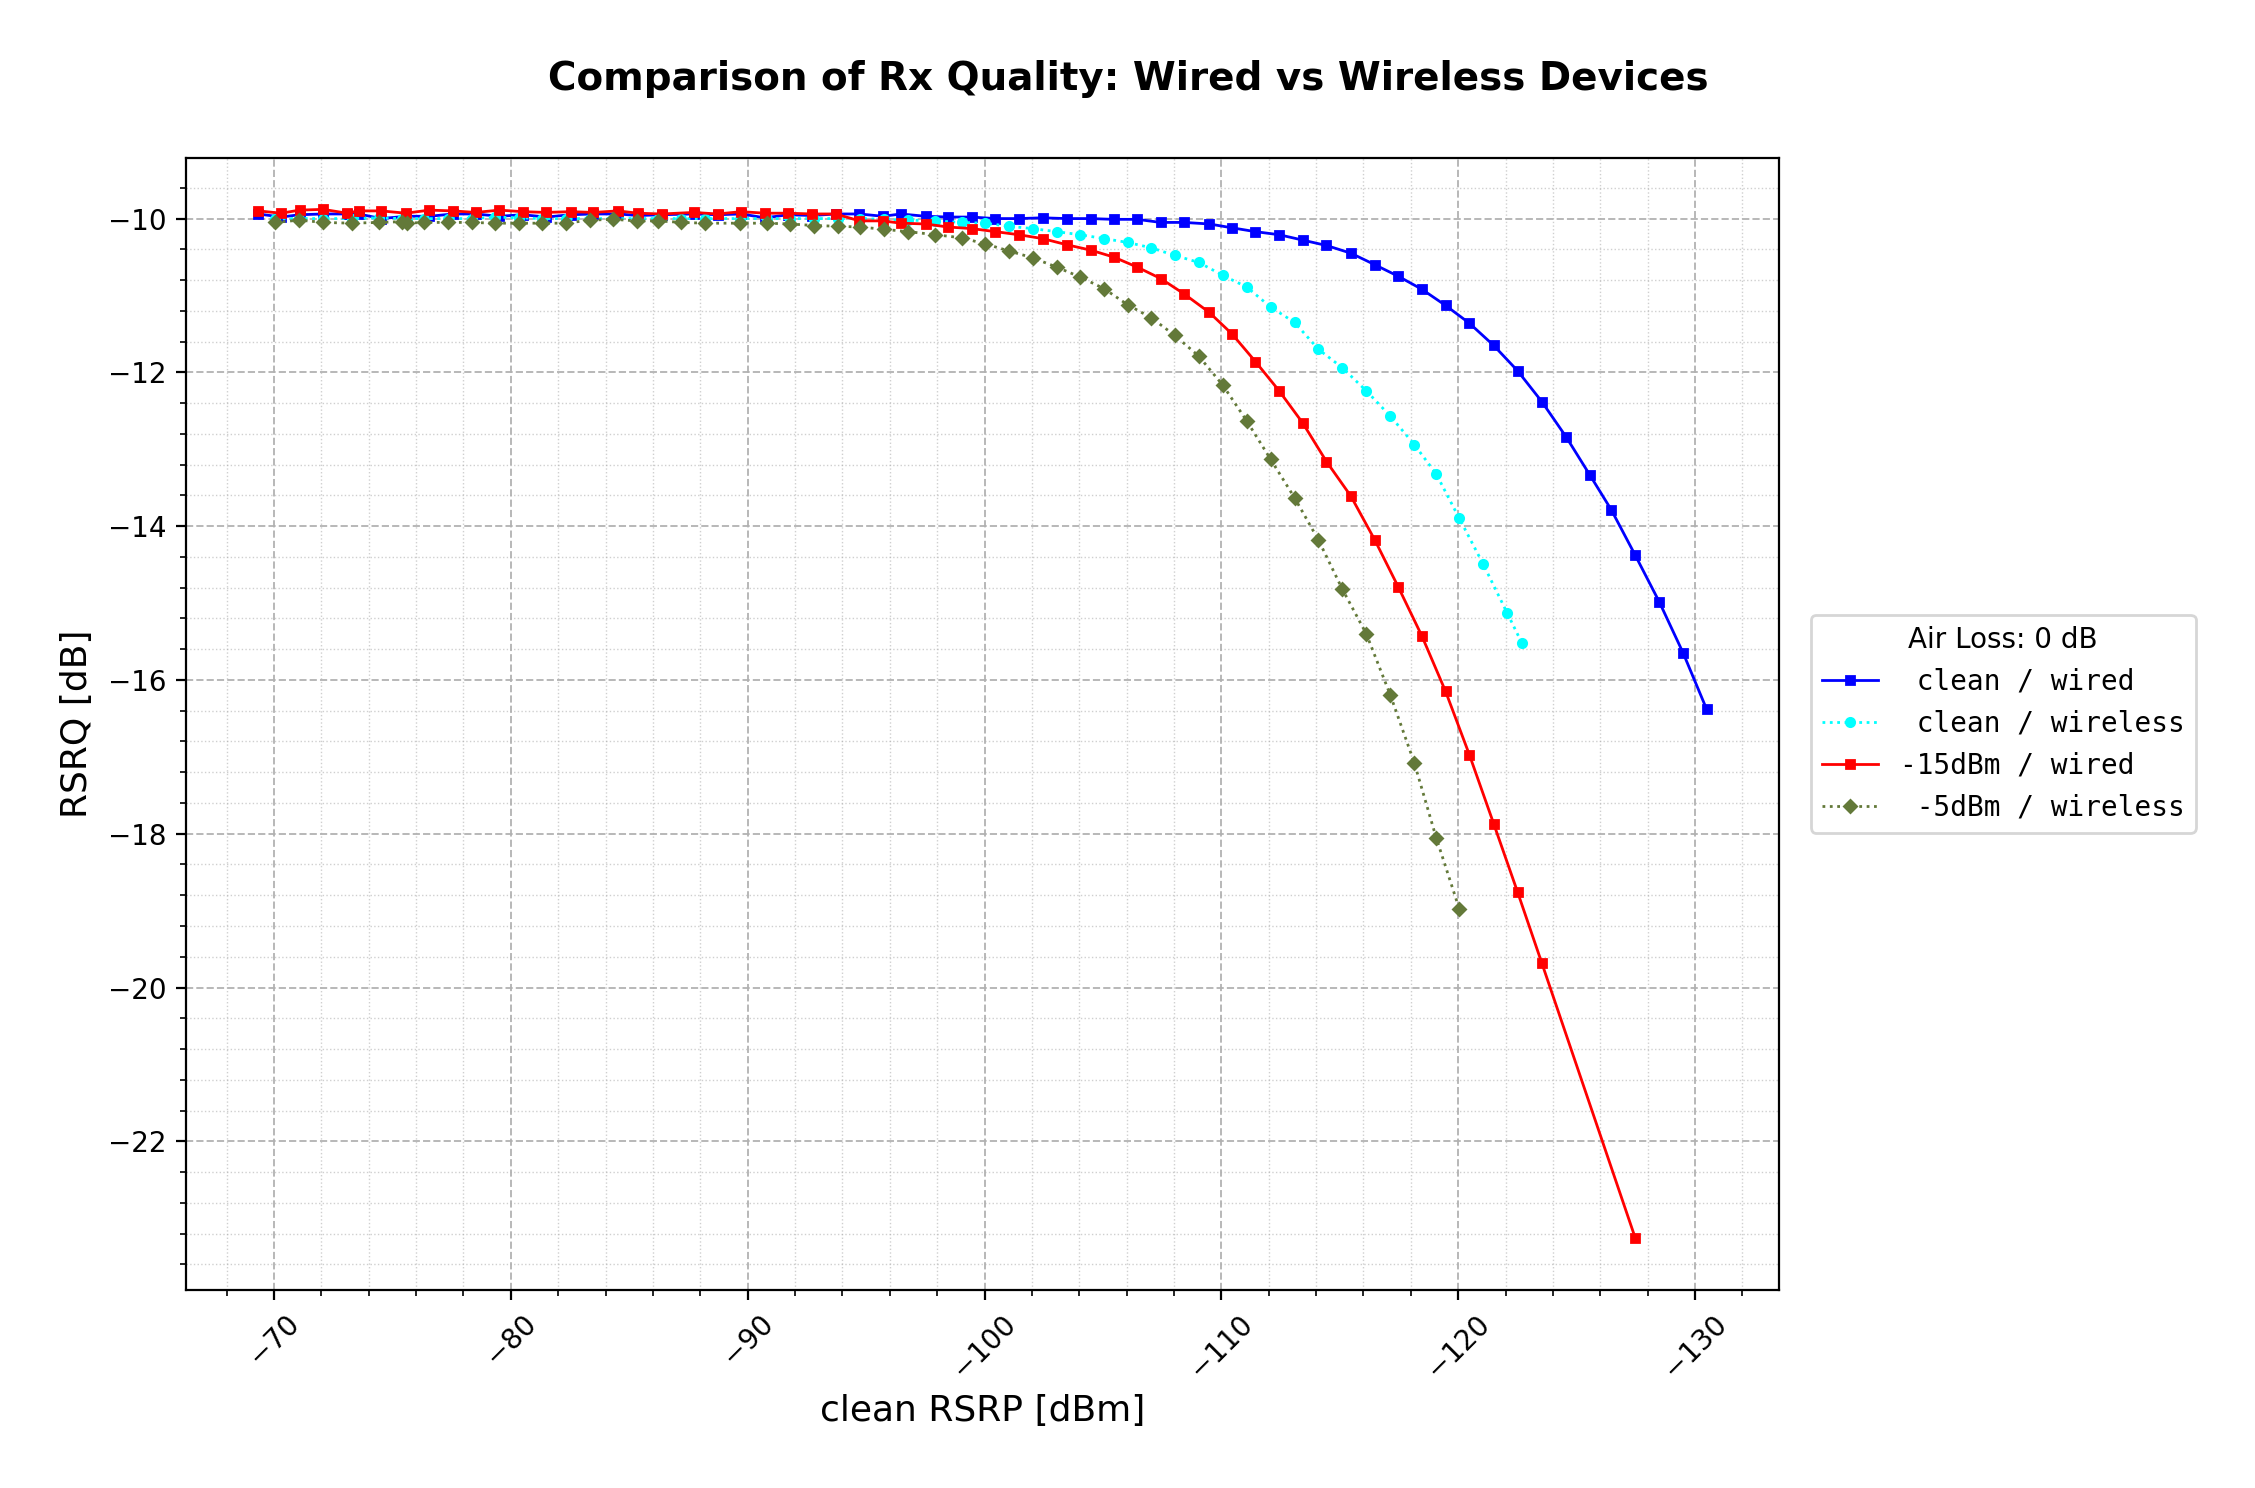 Comparison of Rx Quality: Wired vs Wireless Devices
−10
−12
−14
−16
−18
−20
−22
RSRQ [dB]
−70
−80
−90
−100
−110
−120
−130
clean RSRP [dBm]
Air Loss: 0 dB
clean / wired
clean / wireless
-15dBm / wired
-5dBm / wireless